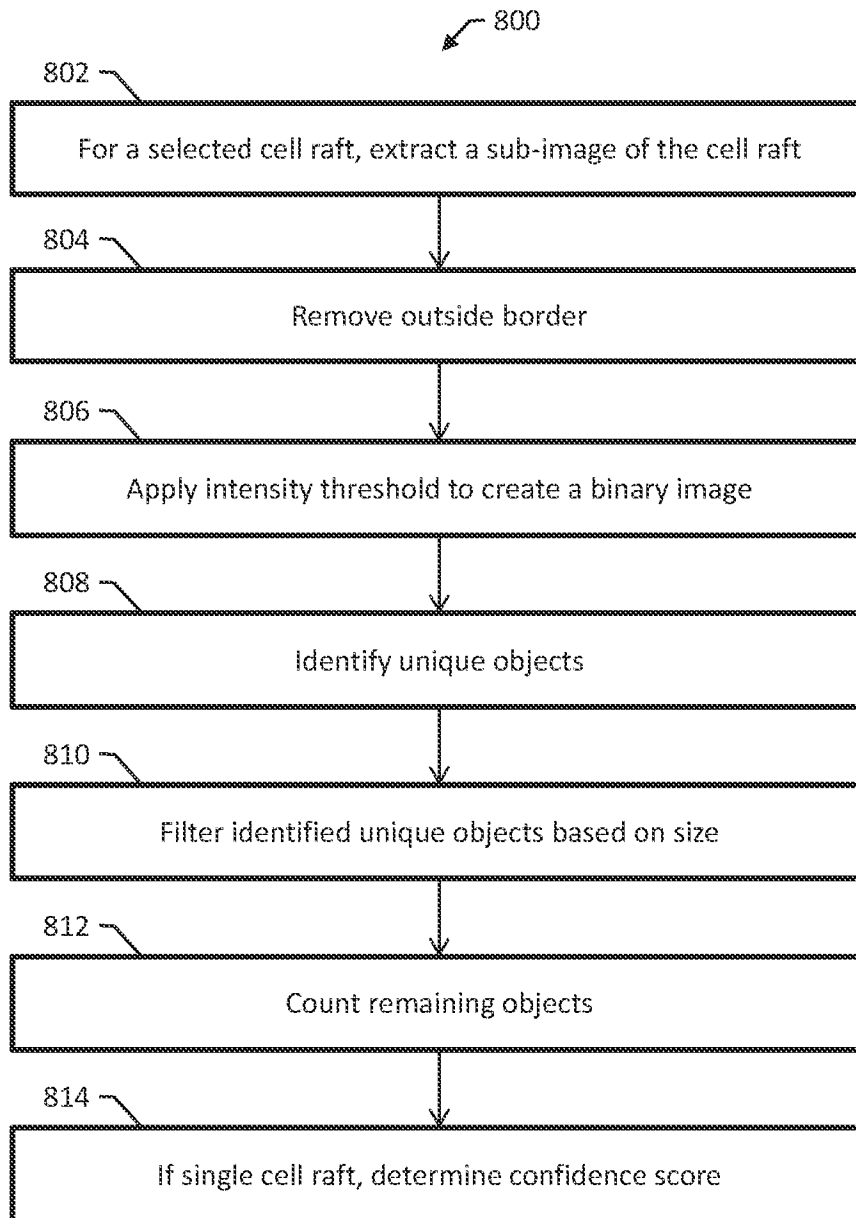 800
802
For a selected cell raft, extract a sub-image of the cell raft
804
Remove outside border
806
Apply intensity threshold to create a binary image
808
Identify unique objects
810
Filter identified unique objects based on size
812
Count remaining objects
814
If single cell raft, determine confidence score